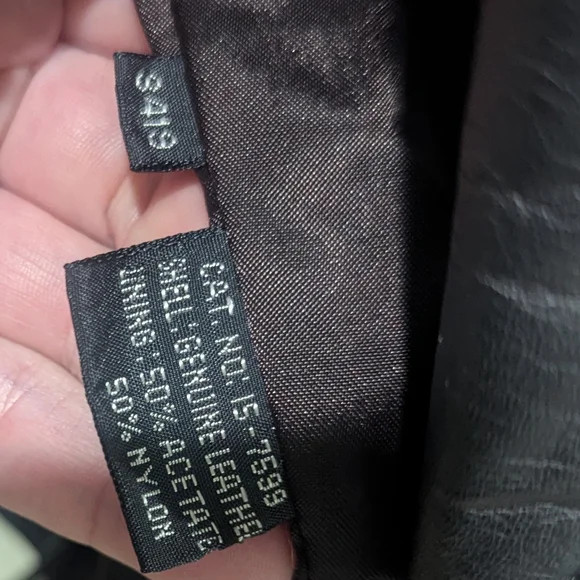 S419
CAT. NO: 15-7599
SHELL: GENUINE LEATHER
LINING: 50% ACETATE
50% NYLON